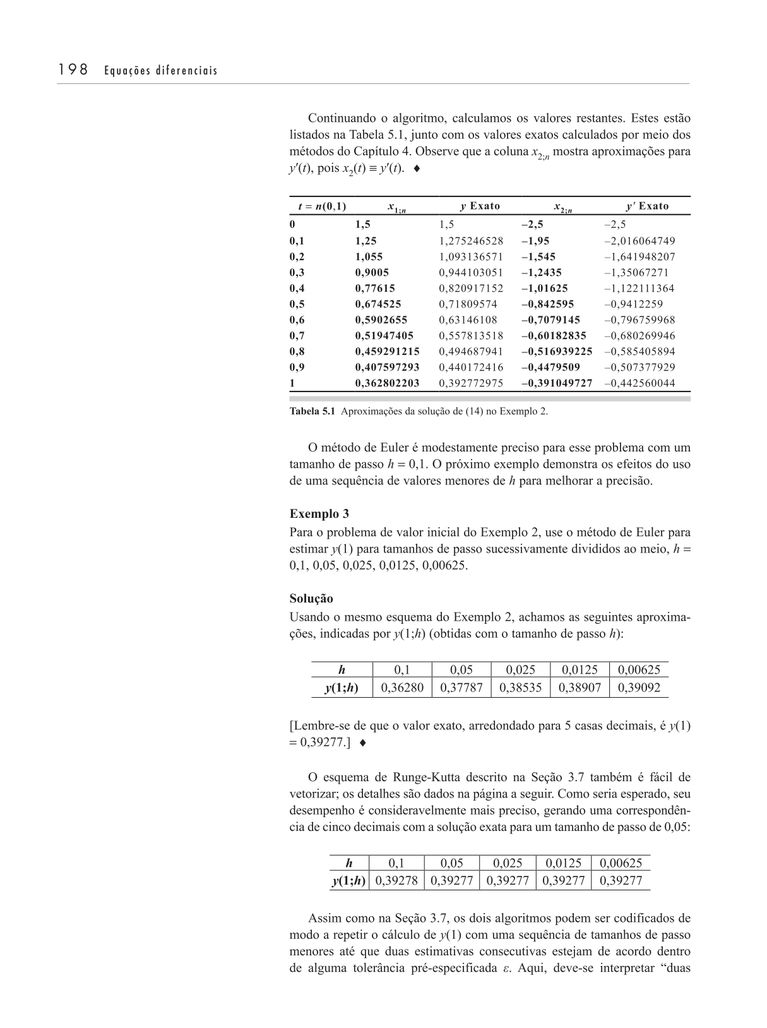 198 Equações diferenciais
Continuando o algoritmo, calculamos os valores restantes. Estes estão
listados na Tabela 5.1, junto com os valores exatos calculados por meio dos
métodos do Capítulo 4. Observe que a coluna x2;n mostra aproximações para
y′(t), pois x2(t) ≡ y′(t). ♦
t = n(0,1) x1;n y Exato x2;n y′ Exato
0 1,5 1,5 –2,5 –2,5
0,1 1,25 1,275246528 –1,95 –2,016064749
0,2 1,055 1,093136571 –1,545 –1,641948207
0,3 0,9005 0,944103051 –1,2435 –1,35067271
0,4 0,77615 0,820917152 –1,01625 –1,122111364
0,5 0,674525 0,71809574 –0,842595 –0,9412259
0,6 0,5902655 0,63146108 –0,7079145 –0,796759968
0,7 0,51947405 0,557813518 –0,60182835 –0,680269946
0,8 0,459291215 0,494687941 –0,516939225 –0,585405894
0,9 0,407597293 0,440172416 –0,4479509 –0,507377929
1 0,362802203 0,392772975 –0,391049727 –0,442560044
Tabela 5.1 Aproximações da solução de (14) no Exemplo 2.
O método de Euler é modestamente preciso para esse problema com um
tamanho de passo h = 0,1. O próximo exemplo demonstra os efeitos do uso
de uma sequência de valores menores de h para melhorar a precisão.
Exemplo 3
Para o problema de valor inicial do Exemplo 2, use o método de Euler para
estimar y(1) para tamanhos de passo sucessivamente divididos ao meio, h =
0,1, 0,05, 0,025, 0,0125, 0,00625.
Solução
Usando o mesmo esquema do Exemplo 2, achamos as seguintes aproxima-
ções, indicadas por y(1;h) (obtidas com o tamanho de passo h):
h 0,1 0,05 0,025 0,0125 0,00625
y(1;h) 0,36280 0,37787 0,38535 0,38907 0,39092
[Lembre-se de que o valor exato, arredondado para 5 casas decimais, é y(1)
= 0,39277.] ♦
O esquema de Runge-Kutta descrito na Seção 3.7 também é fácil de
vetorizar; os detalhes são dados na página a seguir. Como seria esperado, seu
desempenho é consideravelmente mais preciso, gerando uma correspondên-
cia de cinco decimais com a solução exata para um tamanho de passo de 0,05:
h 0,1 0,05 0,025 0,0125 0,00625
y(1;h) 0,39278 0,39277 0,39277 0,39277 0,39277
Assim como na Seção 3.7, os dois algoritmos podem ser codificados de
modo a repetir o cálculo de y(1) com uma sequência de tamanhos de passo
menores até que duas estimativas consecutivas estejam de acordo dentro
de alguma tolerância pré-especificada ε. Aqui, deve-se interpretar “duas